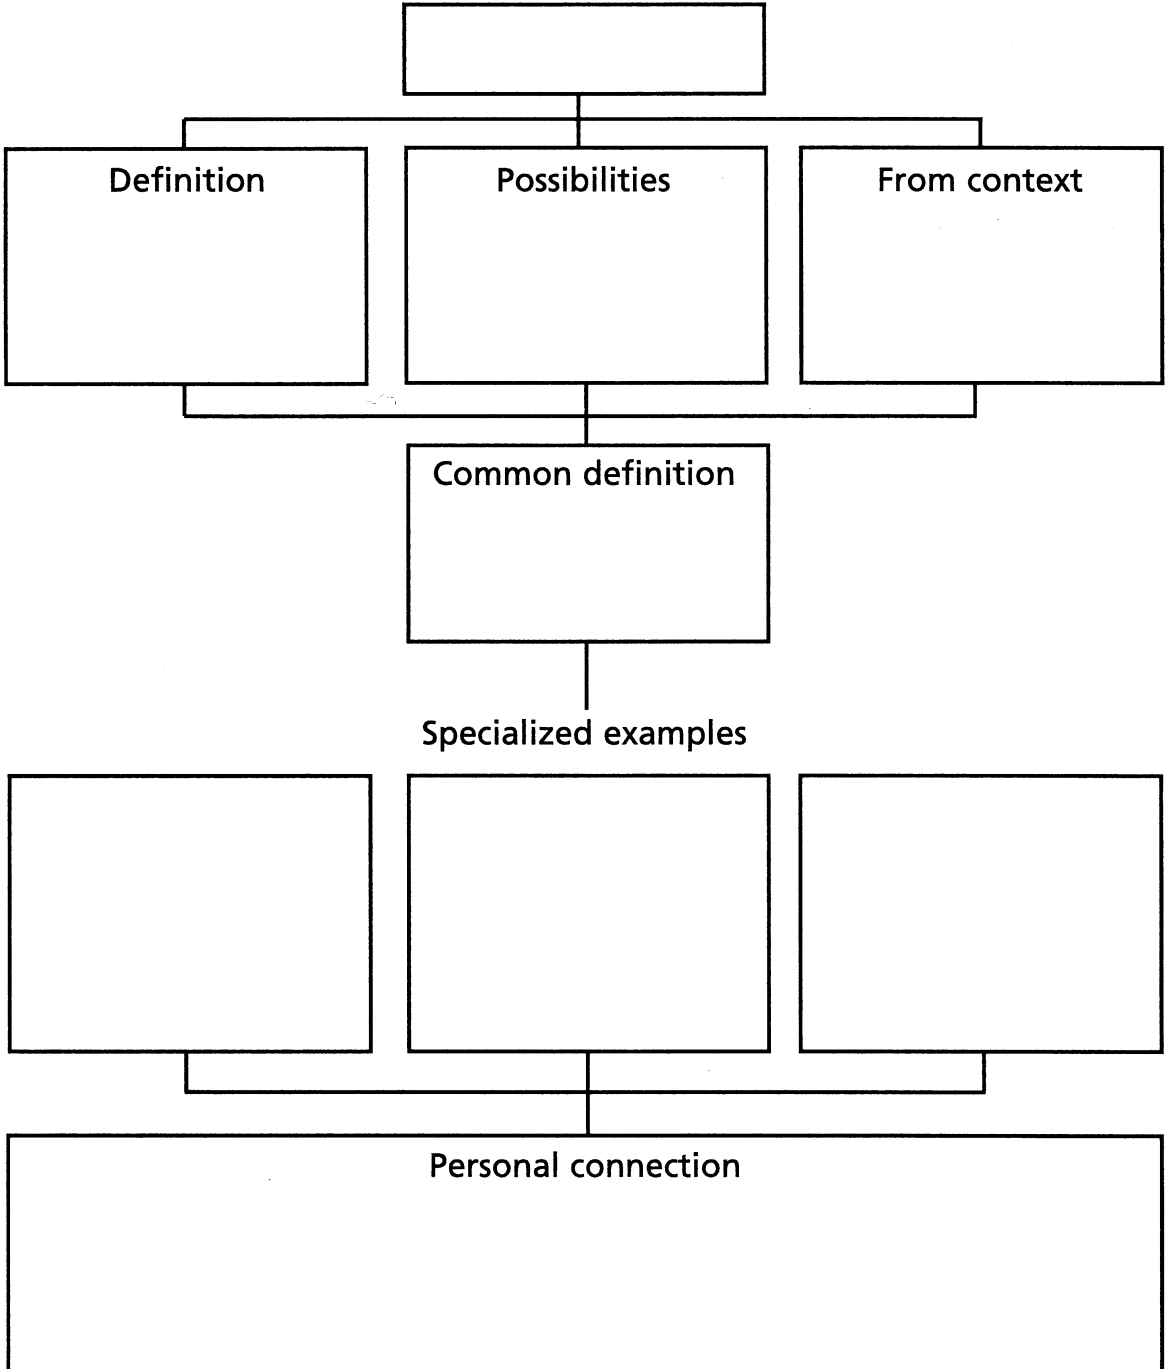 Definition
Possibilities
From context
Common definition
Specialized examples
Personal connection